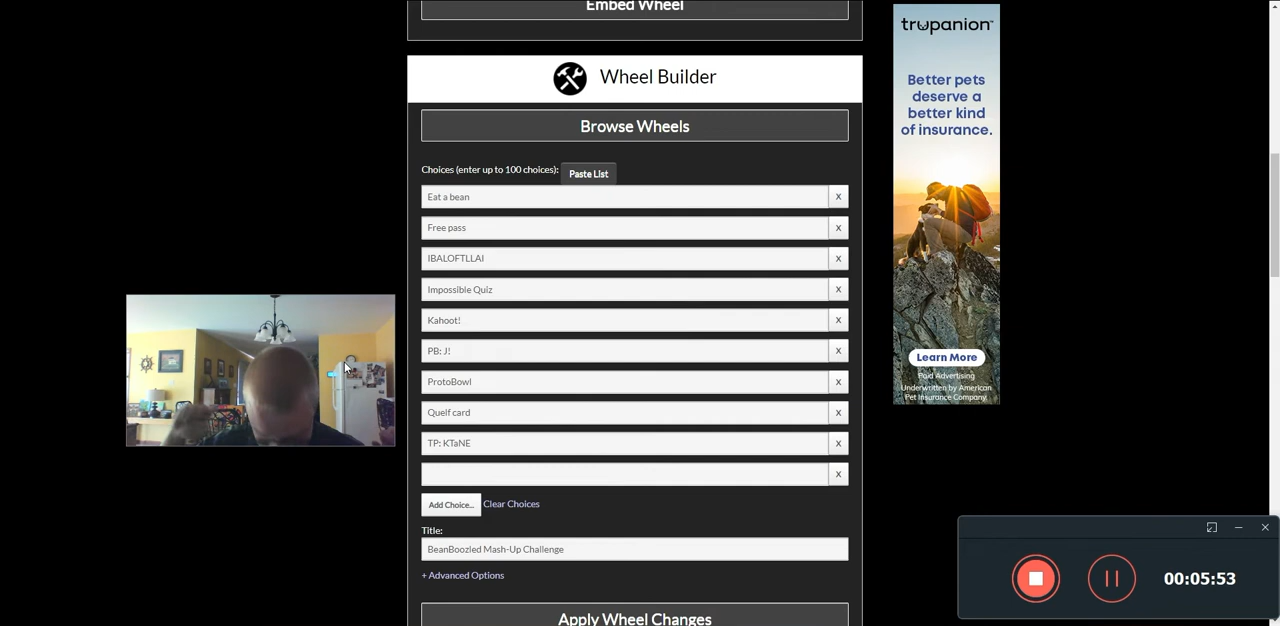 Embed Wheel
Wheel Builder
Browse Wheels
Choices (enter up to 100 choices): Paste List
Eat a bean X
Free pass X
IBALOFTLLAI X
Impossible Quiz X
Kahoot! X
PB: J! X
ProtoBowl X
Quelf card X
TP: KTaNE X
X
Add Choice... Clear Choices
Title:
BeanBoozled Mash-Up Challenge
+ Advanced Options
Apply Wheel Changes
trupanion™
Better pets
deserve a
better kind
of insurance.
Learn More
Paid Advertising
Underwritten by American
Pet Insurance Company.
00:05:53